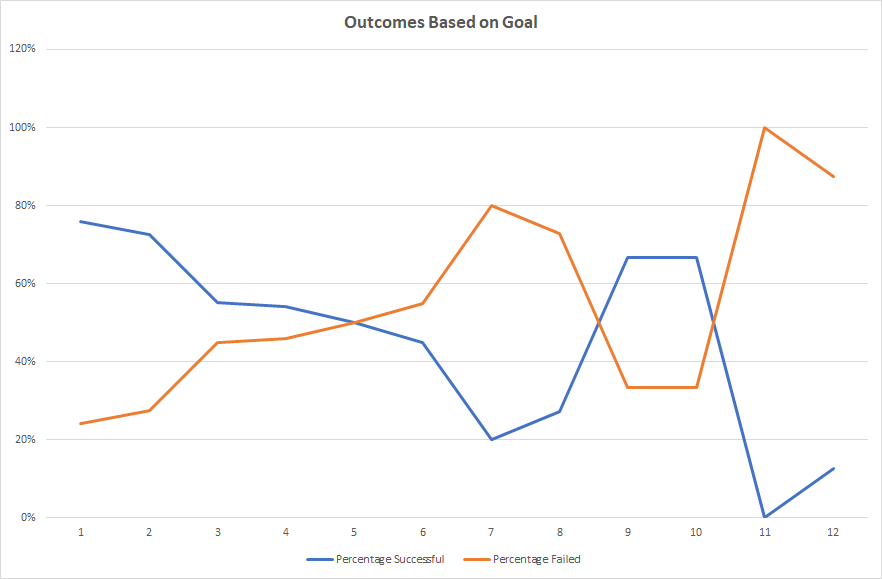 Outcomes Based on Goal
120%
100%
80%
60%
40%
20%
0%
1 2 3 4 5 6 7 8 9 10 11 12
Percentage Successful Percentage Failed